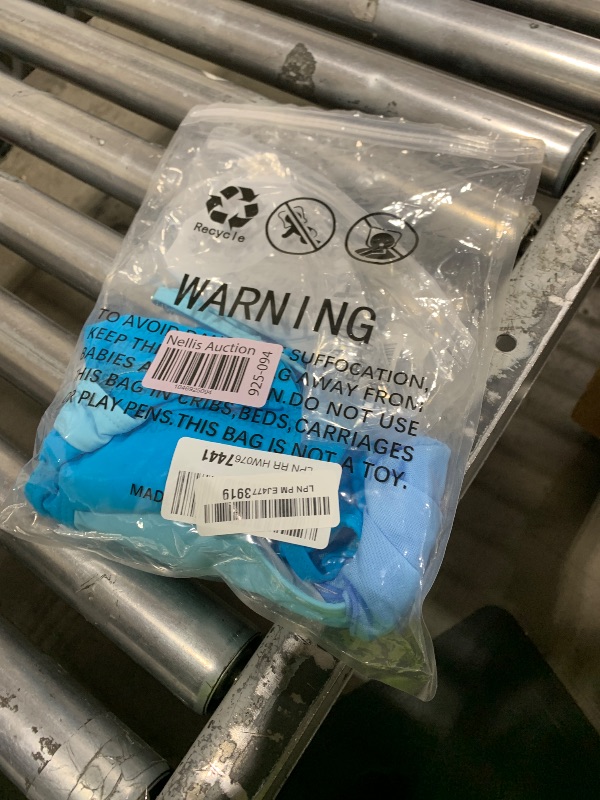 Recycle
WARNING
TO AVOID SUFFOCATION,
KEEP THI G AWAY FROM
BABIES A N.DO NOT USE
HIS BAG IN CRIBS,BEDS,CARRIAGES
R PLAY PENS.THIS BAG IS NOT A TOY.
MAD
Nellis Auction
925-094
LPN RR HW0767441
LPN PM EJ4773919